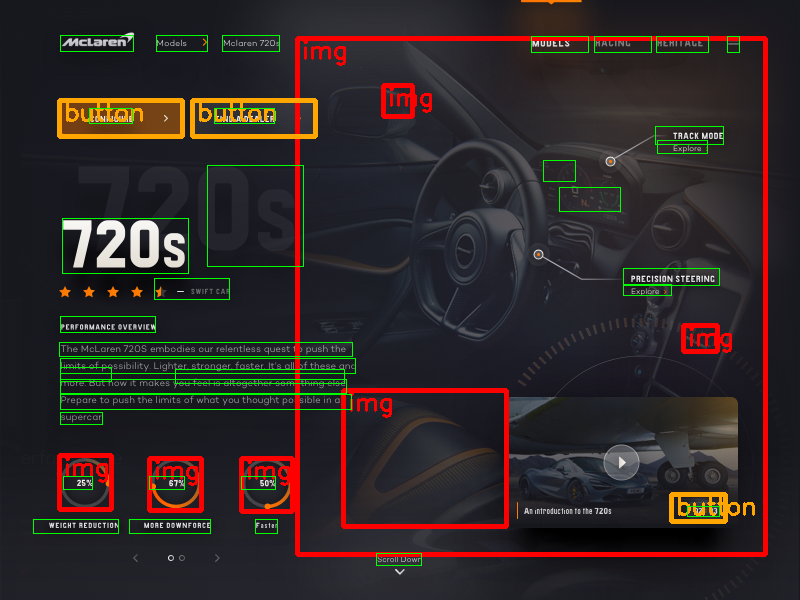 McLaren
Models
Mclaren 720s
MODELS
RACING
HERITAGE
img
img
button
button
TRACK MODE
Explore
720s
720s
SWIFT CAR
PRECISION STEERING
Explore
PERFORMANCE OVERVIEW
The McLaren 720S embodies our relentless quest to push the
limits of possibility. Lighter, stronger, faster. It's all of these and
more. But now it makes you feel is altogether something else.
Prepare to push the limits of what you thought possible in a
supercar.
img
img
img
img
img
25%
67%
50%
WEIGHT REDUCTION
MORE DOWNFORCE
Faster
button
An introduction to the 720s
Scroll Down